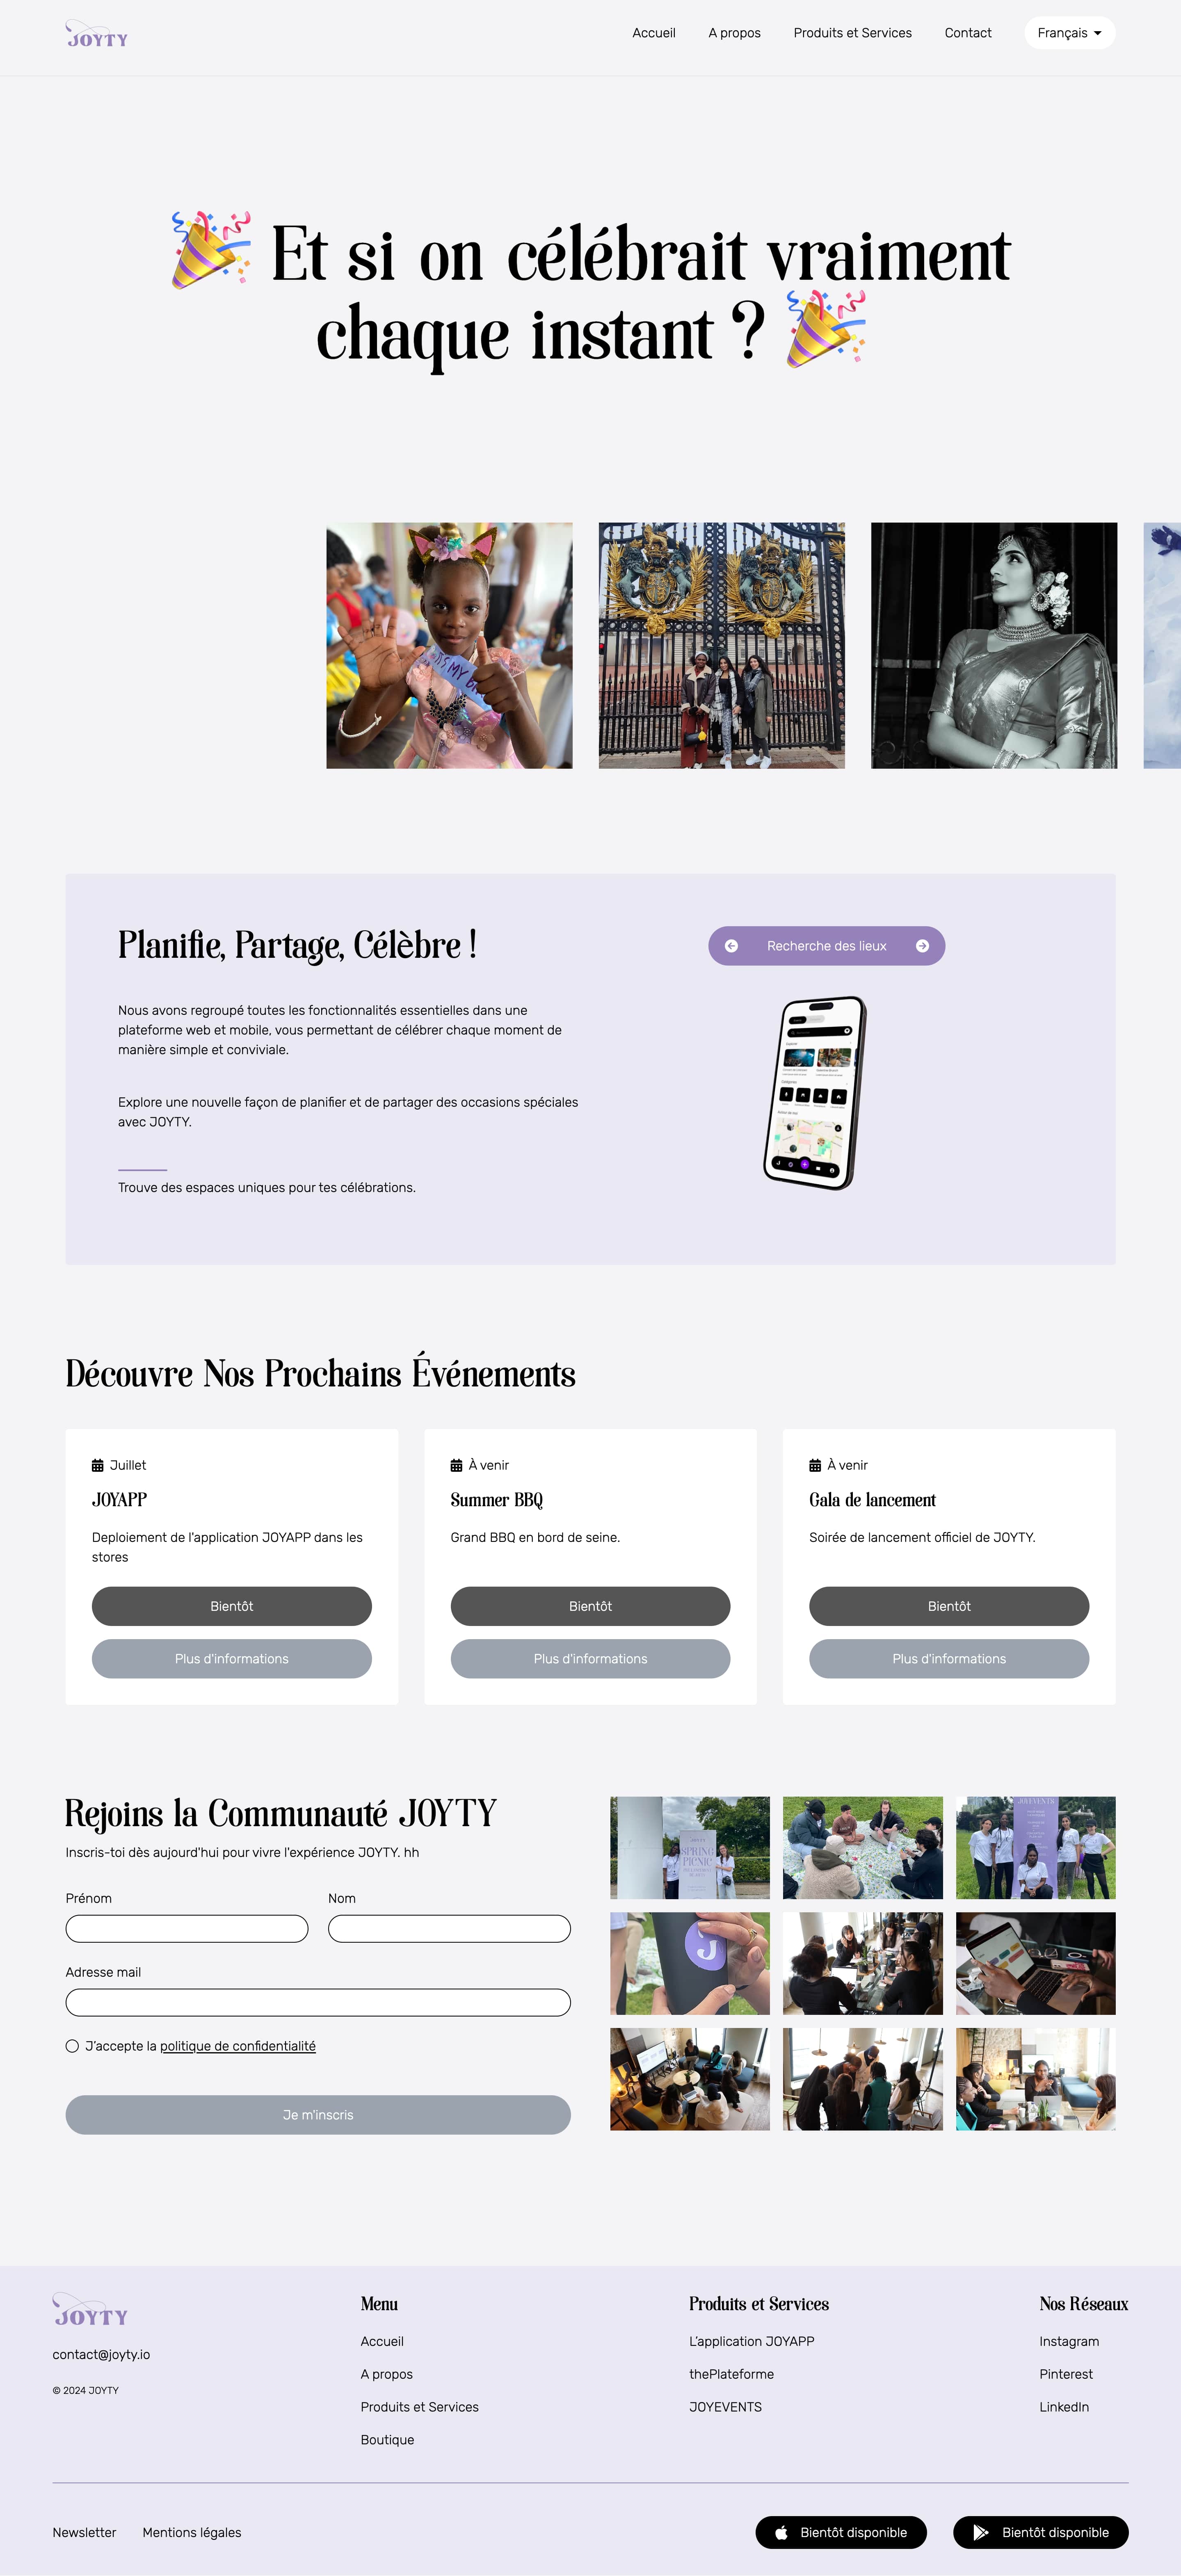 JOYTY
Accueil
A propos
Produits et Services
Contact
Français
🎉 Et si on célébrait vraiment
chaque instant ? 🎉
Planifie, Partage, Célèbre !
Recherche des lieux
Nous avons regroupé toutes les fonctionnalités essentielles dans une
plateforme web et mobile, vous permettant de célébrer chaque moment de
manière simple et conviviale.
Explore une nouvelle façon de planifier et de partager des occasions spéciales
avec JOYTY.
Trouve des espaces uniques pour tes célébrations.
Découvre Nos Prochains Événements
Juillet
JOYAPP
Deploiement de l'application JOYAPP dans les
stores
Bientôt
Plus d'informations
À venir
Summer BBQ
Grand BBQ en bord de seine.
Bientôt
Plus d'informations
À venir
Gala de lancement
Soirée de lancement officiel de JOYTY.
Bientôt
Plus d'informations
Rejoins la Communauté JOYTY
Inscris-toi dès aujourd'hui pour vivre l'expérience JOYTY. hh
Prénom
Nom
Adresse mail
J'accepte la politique de confidentialité
Je m'inscris
SPRING
PICNIC
JOYEVENTS
J
JOYTY
contact@joyty.io
© 2024 JOYTY
Menu
Accueil
A propos
Produits et Services
Boutique
Produits et Services
L'application JOYAPP
thePlateforme
JOYEVENTS
Nos Réseaux
Instagram
Pinterest
LinkedIn
Newsletter
Mentions légales
Bientôt disponible
Bientôt disponible